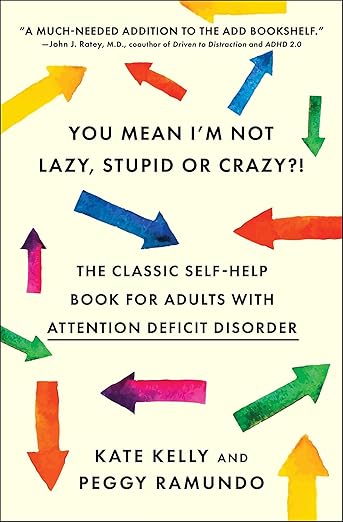 "A MUCH-NEEDED ADDITION TO THE ADD BOOKSHELF."
—John J. Ratey, M.D., coauthor of Driven to Distraction and ADHD 2.0
YOU MEAN I'M NOT
LAZY, STUPID OR CRAZY?!
THE CLASSIC SELF-HELP
BOOK FOR ADULTS WITH
ATTENTION DEFICIT DISORDER
KATE KELLY AND
PEGGY RAMUNDO